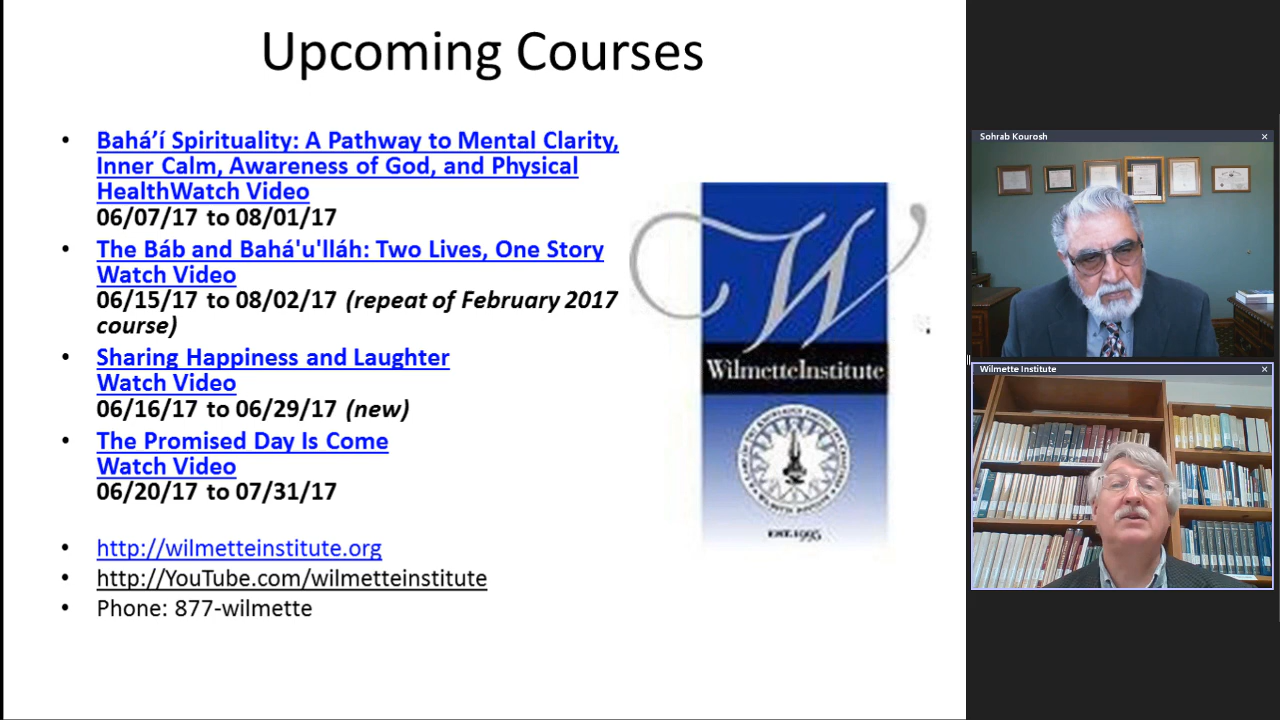 Upcoming Courses
• Bahá'í Spirituality: A Pathway to Mental Clarity,
Inner Calm, Awareness of God, and Physical
HealthWatch Video
06/07/17 to 08/01/17
• The Báb and Bahá'u'lláh: Two Lives, One Story
Watch Video
06/15/17 to 08/02/17 (repeat of February 2017
course)
• Sharing Happiness and Laughter
Watch Video
06/16/17 to 06/29/17 (new)
• The Promised Day Is Come
Watch Video
06/20/17 to 07/31/17
• http://wilmetteinstitute.org
• http://YouTube.com/wilmetteinstitute
• Phone: 877-wilmette
W
WilmetteInstitute
EST.1995
Sohrab Kourosh
Wilmette Institute